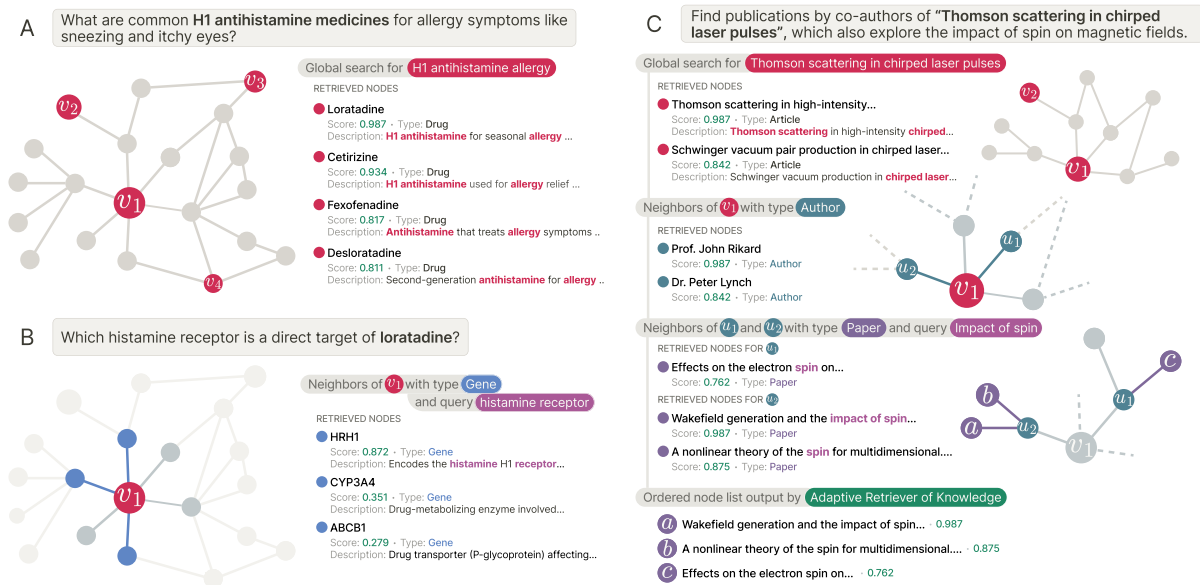 A
What are common H1 antihistamine medicines for allergy symptoms like
sneezing and itchy eyes?
v2
v3
v1
v4
Global search for H1 antihistamine allergy
RETRIEVED NODES
Loratadine
Score: 0.987 · Type: Drug
Description: H1 antihistamine for seasonal allergy ...
Cetirizine
Score: 0.934 · Type: Drug
Description: H1 antihistamine used for allergy relief ...
Fexofenadine
Score: 0.817 · Type: Drug
Description: Antihistamine that treats allergy symptoms ..
Desloratadine
Score: 0.811 · Type: Drug
Description: Second-generation antihistamine for allergy ..
B
Which histamine receptor is a direct target of loratadine?
v1
Neighbors of v1 with type Gene
and query histamine receptor
RETRIEVED NODES
HRH1
Score: 0.872 · Type: Gene
Description: Encodes the histamine H1 receptor...
CYP3A4
Score: 0.351 · Type: Gene
Description: Drug-metabolizing enzyme involved...
ABCB1
Score: 0.279 · Type: Gene
Description: Drug transporter (P-glycoprotein) affecting...
C
Find publications by co-authors of “Thomson scattering in chirped
laser pulses”, which also explore the impact of spin on magnetic fields.
Global search for Thomson scattering in chirped laser pulses
RETRIEVED NODES
Thomson scattering in high-intensity...
Score: 0.987 · Type: Article
Description: Thomson scattering in high-intensity chirped...
Schwinger vacuum pair production in chirped laser...
Score: 0.842 · Type: Article
Description: Schwinger vacuum production in chirped laser...
v2
v1
Neighbors of v1 with type Author
RETRIEVED NODES
Prof. John Rikard
Score: 0.987 · Type: Author
Dr. Peter Lynch
Score: 0.842 · Type: Author
u1
u2
v1
Neighbors of u1 and u2 with type Paper and query Impact of spin
RETRIEVED NODES FOR u1
Effects on the electron spin on...
Score: 0.762 · Type: Paper
RETRIEVED NODES FOR u2
Wakefield generation and the impact of spin...
Score: 0.987 · Type: Paper
A nonlinear theory of the spin for multidimensional....
Score: 0.875 · Type: Paper
c
b
u1
a
u2
v1
Ordered node list output by Adaptive Retriever of Knowledge
a Wakefield generation and the impact of spin... · 0.987
b A nonlinear theory of the spin for multidimensional.... · 0.875
c Effects on the electron spin on... · 0.762